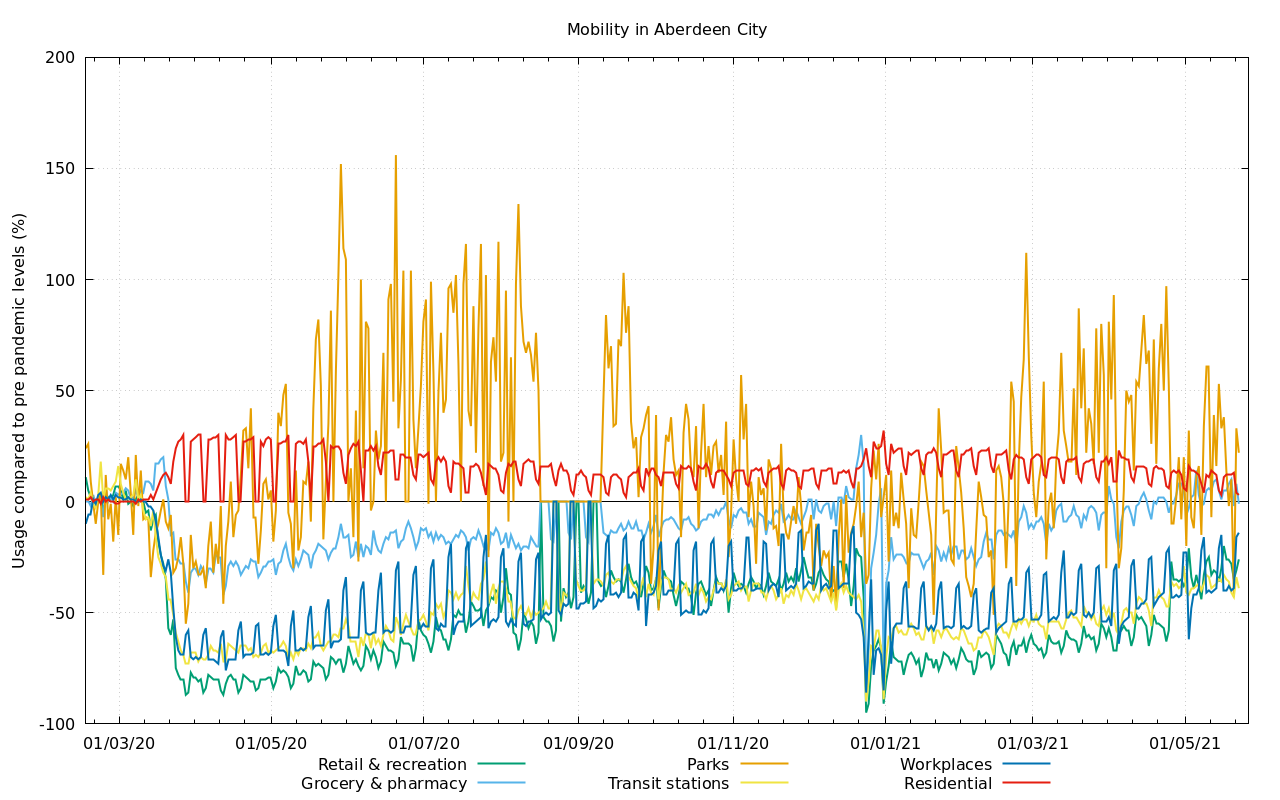 Mobility in Aberdeen City
Usage compared to pre pandemic levels (%)
200
150
100
50
0
-50
-100
01/03/20 01/05/20 01/07/20 01/09/20 01/11/20 01/01/21 01/03/21 01/05/21
Retail & recreation Parks Workplaces
Grocery & pharmacy Transit stations Residential